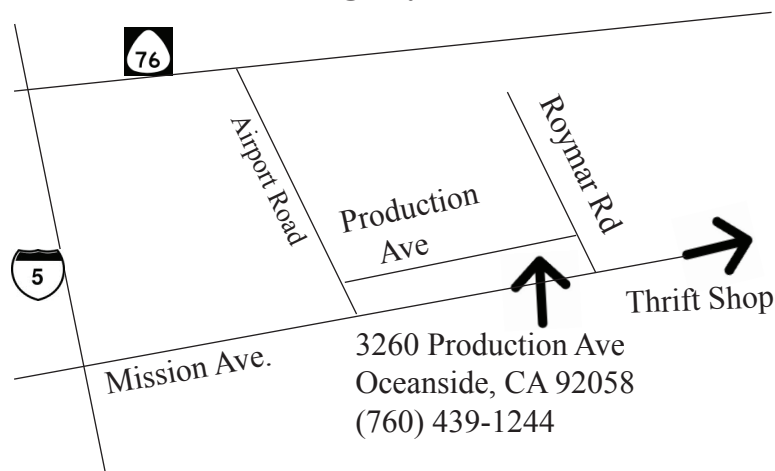 76
Airport Road
Roymar Rd
Production
Ave
5
Thrift Shop
Mission Ave.
3260 Production Ave
Oceanside, CA 92058
(760) 439-1244